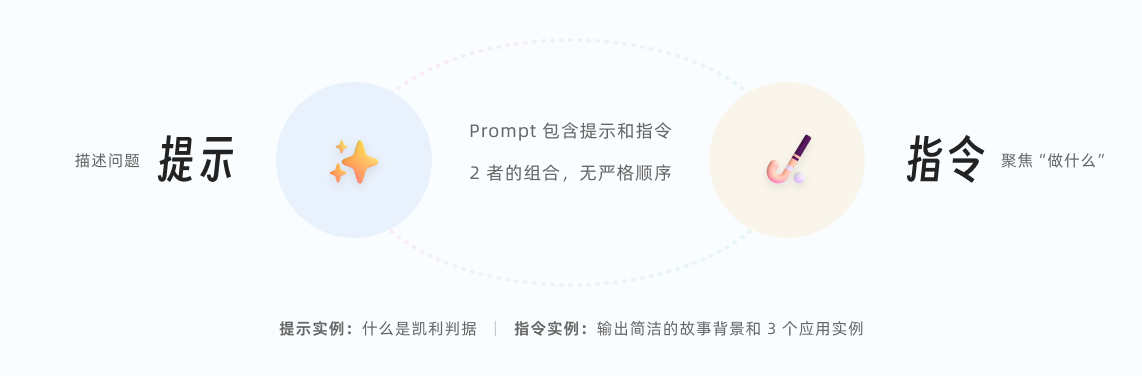 Prompt 包含提示和指令
描述问题 提示
2 者的组合，无严格顺序
指令 聚焦“做什么”
提示实例：什么是凯利判据 | 指令实例：输出简洁的故事背景和 3 个应用实例